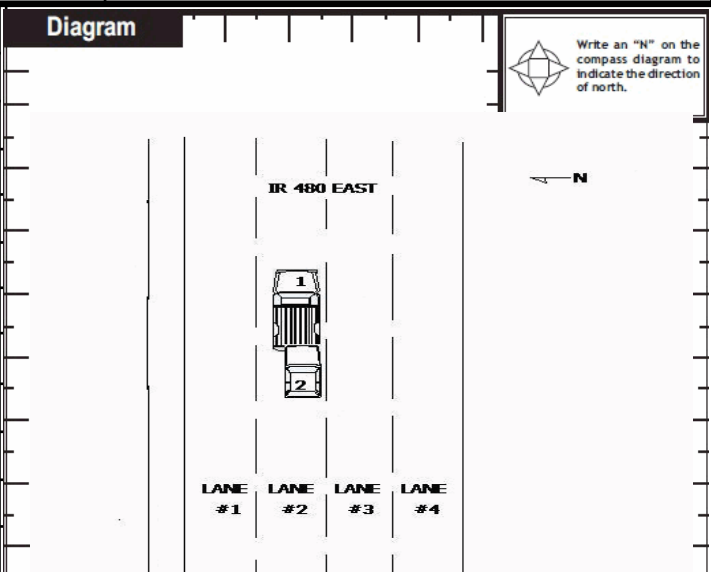 Diagram
Write an “N” on the
compass diagram to
indicate the direction
of north.
IR 480 EAST
N
1
2
LANE LANE LANE LANE
#1 #2 #3 #4